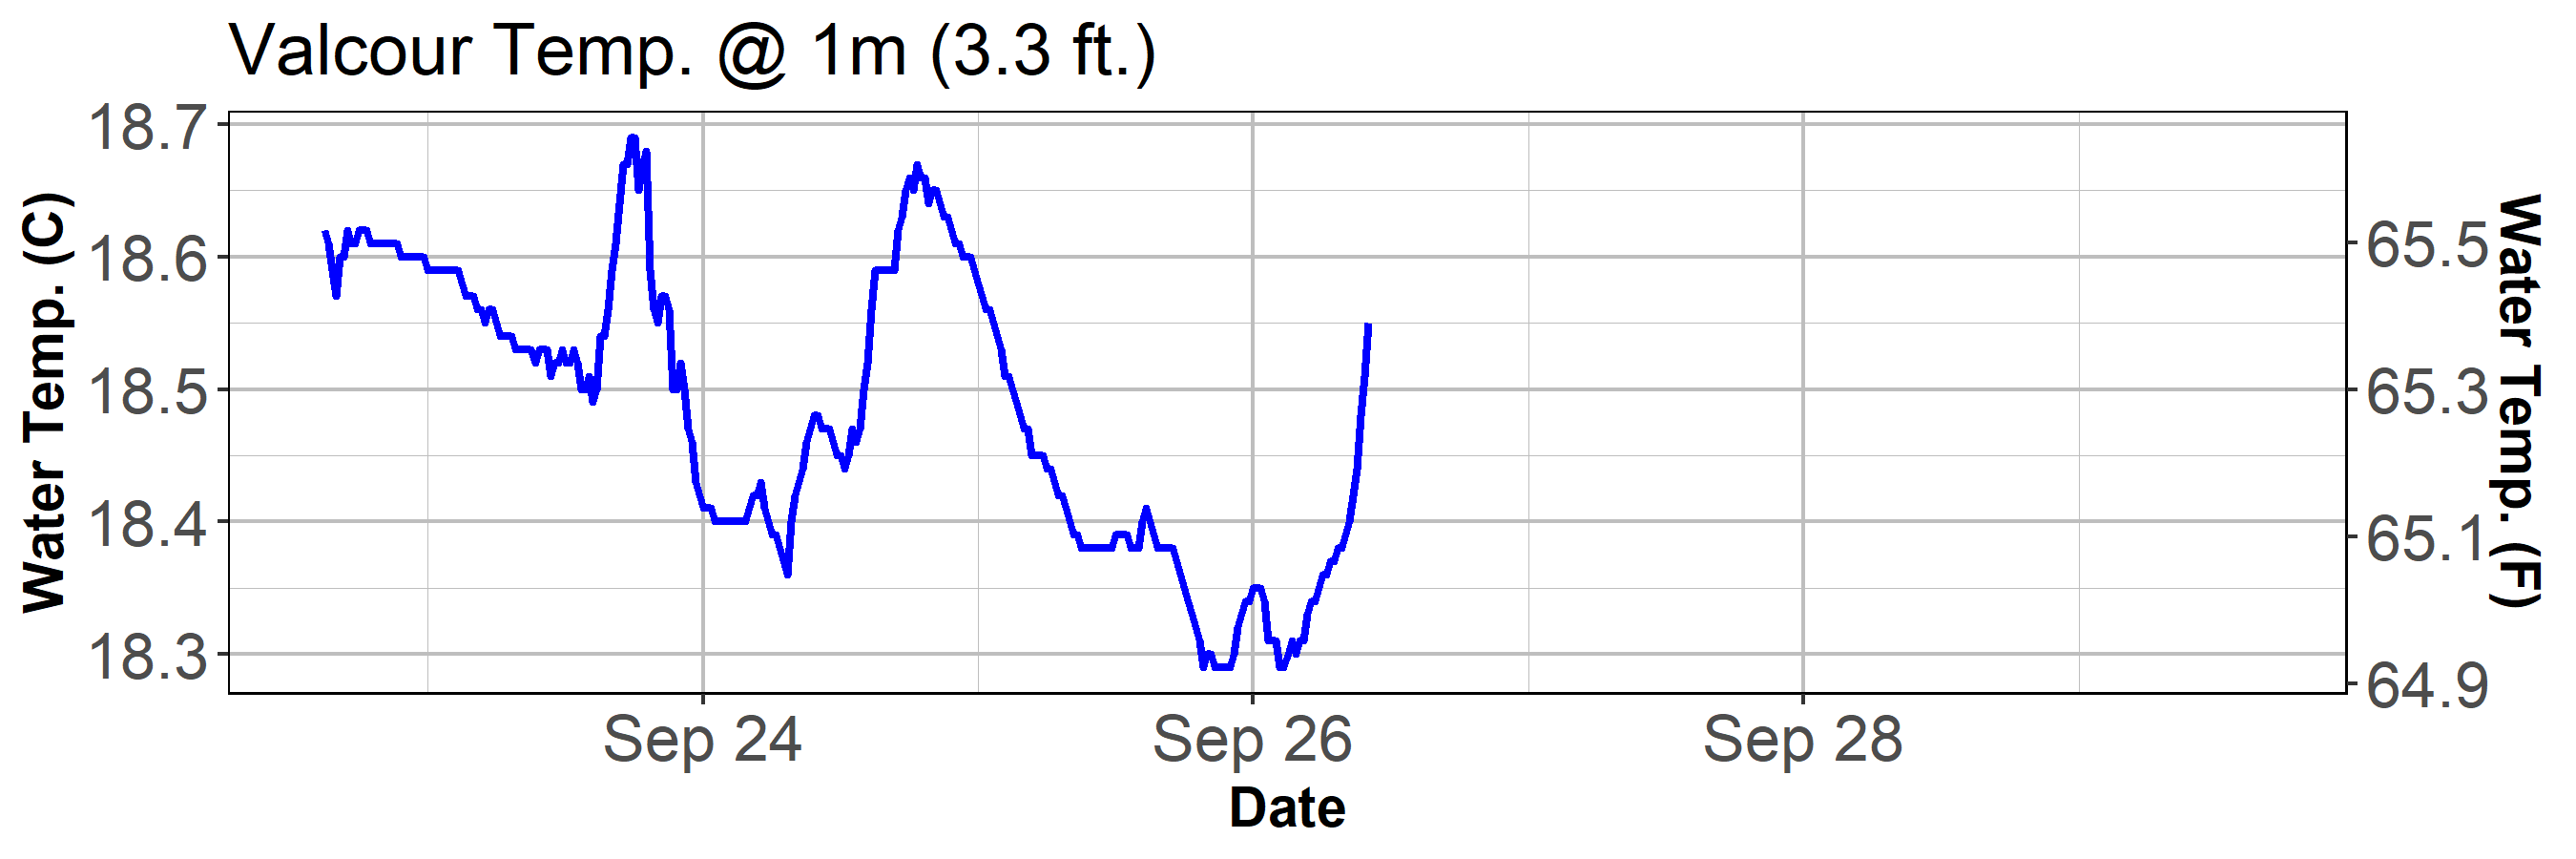 Valcour Temp. @ 1m (3.3 ft.)
Water Temp. (C)
18.7
18.6
18.5
18.4
18.3
65.5
65.3
65.1
64.9
Water Temp. (F)
Sep 24
Sep 26
Sep 28
Date